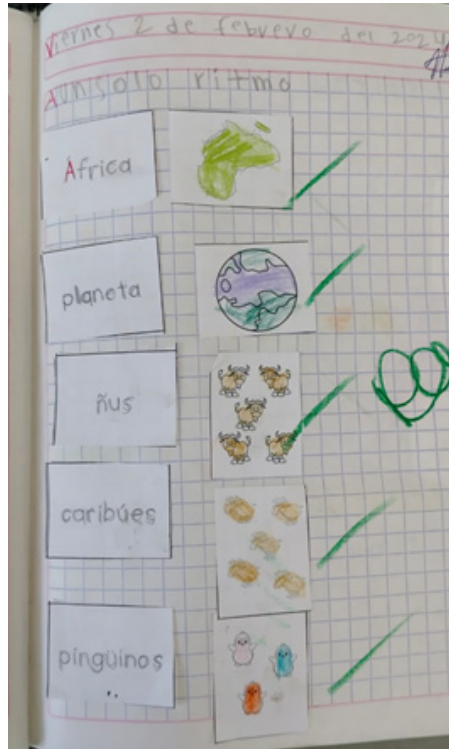 Viernes 2 de febrero del 2024
A un solo ritmo
África
planeta
ñus
caribúes
pingüinos